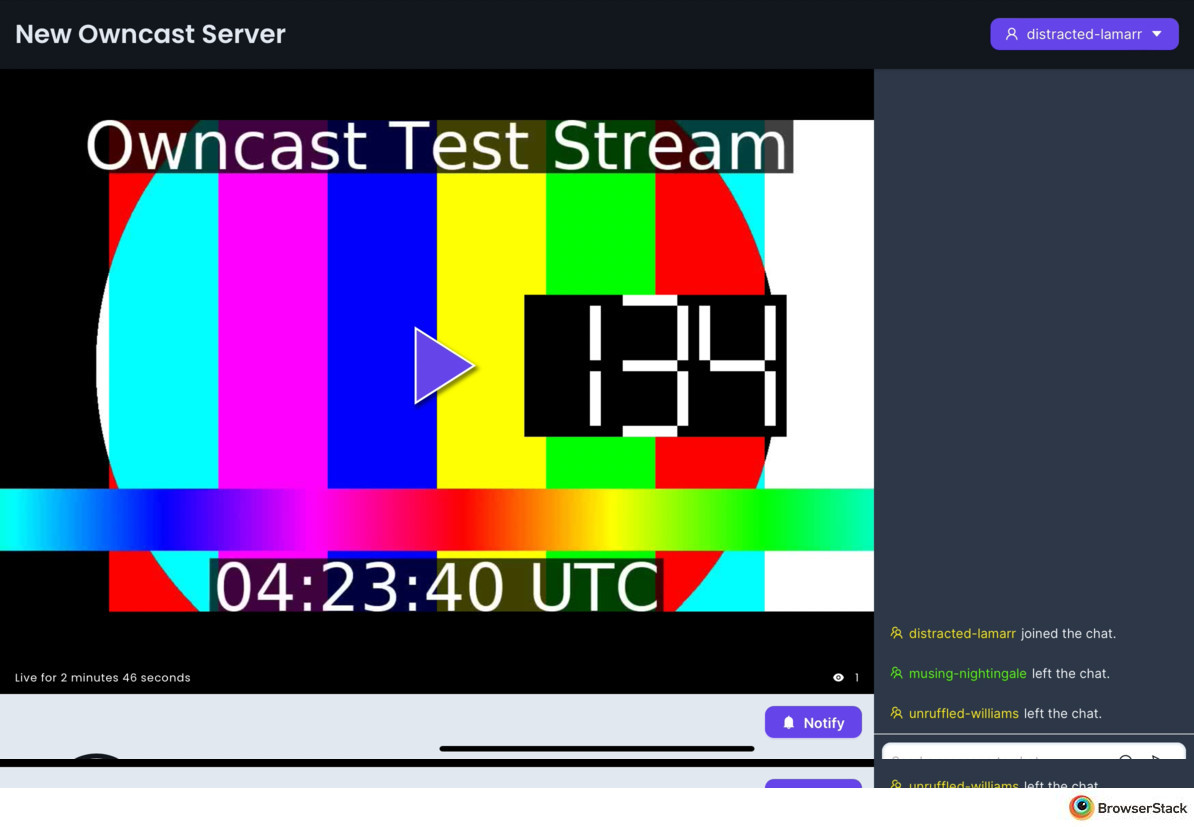 New Owncast Server
distracted-lamarr
Owncast Test Stream
134
04:23:40 UTC
Live for 2 minutes 46 seconds
1
Notify
distracted-lamarr joined the chat.
musing-nightingale left the chat.
unruffled-williams left the chat.
unruffled-williams left the chat.
BrowserStack